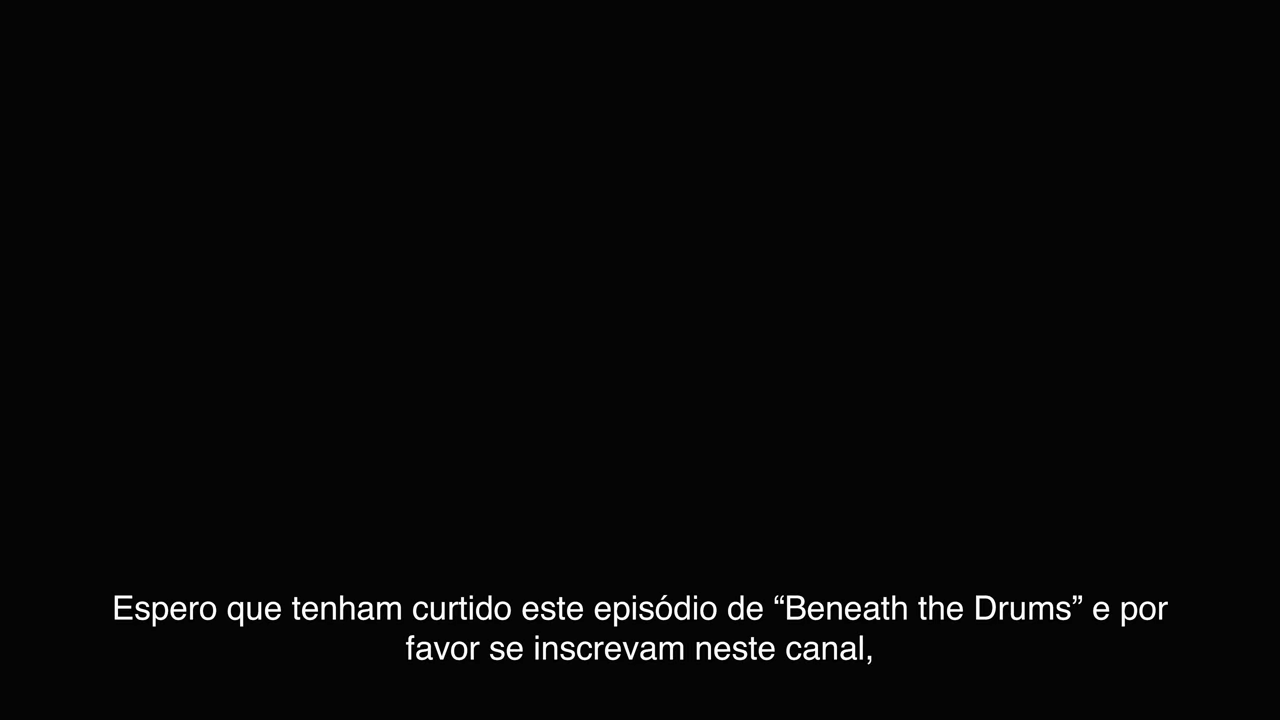 Espero que tenham curtido este episódio de “Beneath the Drums” e por
favor se inscrevam neste canal,